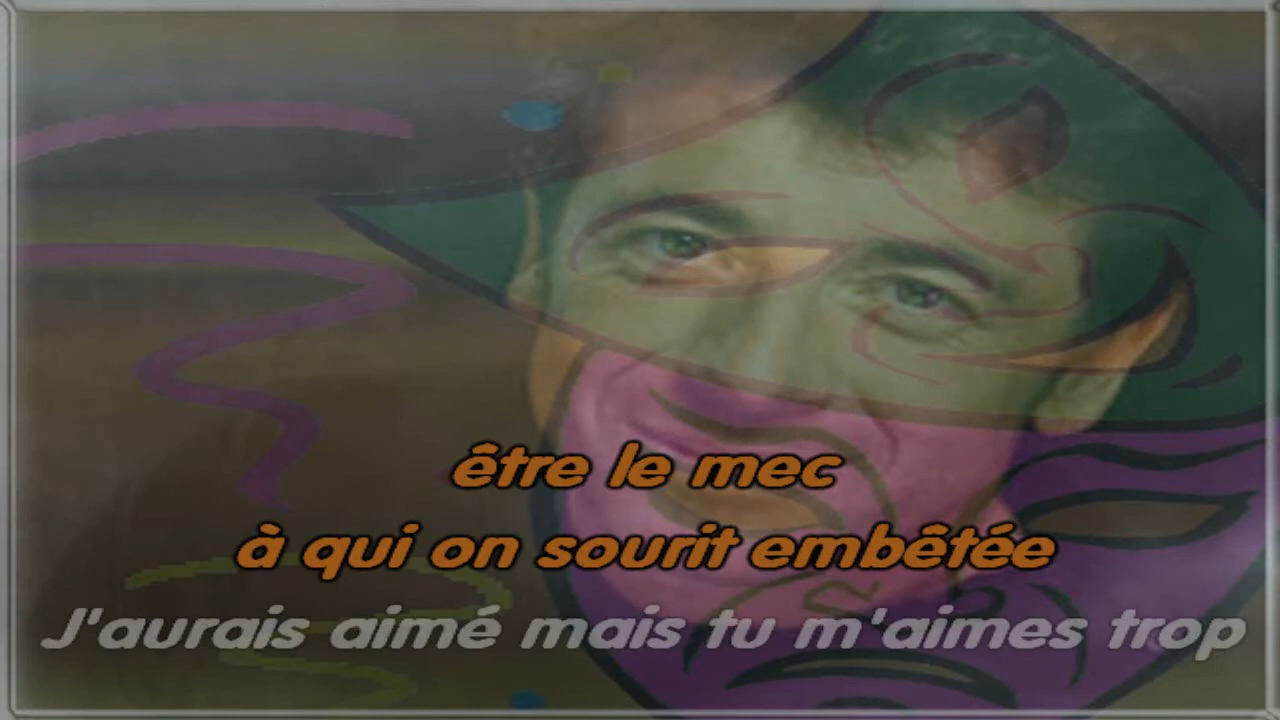 être le mec
à qui on sourit embêtée
J'aurais aimé mais tu m'aimes trop